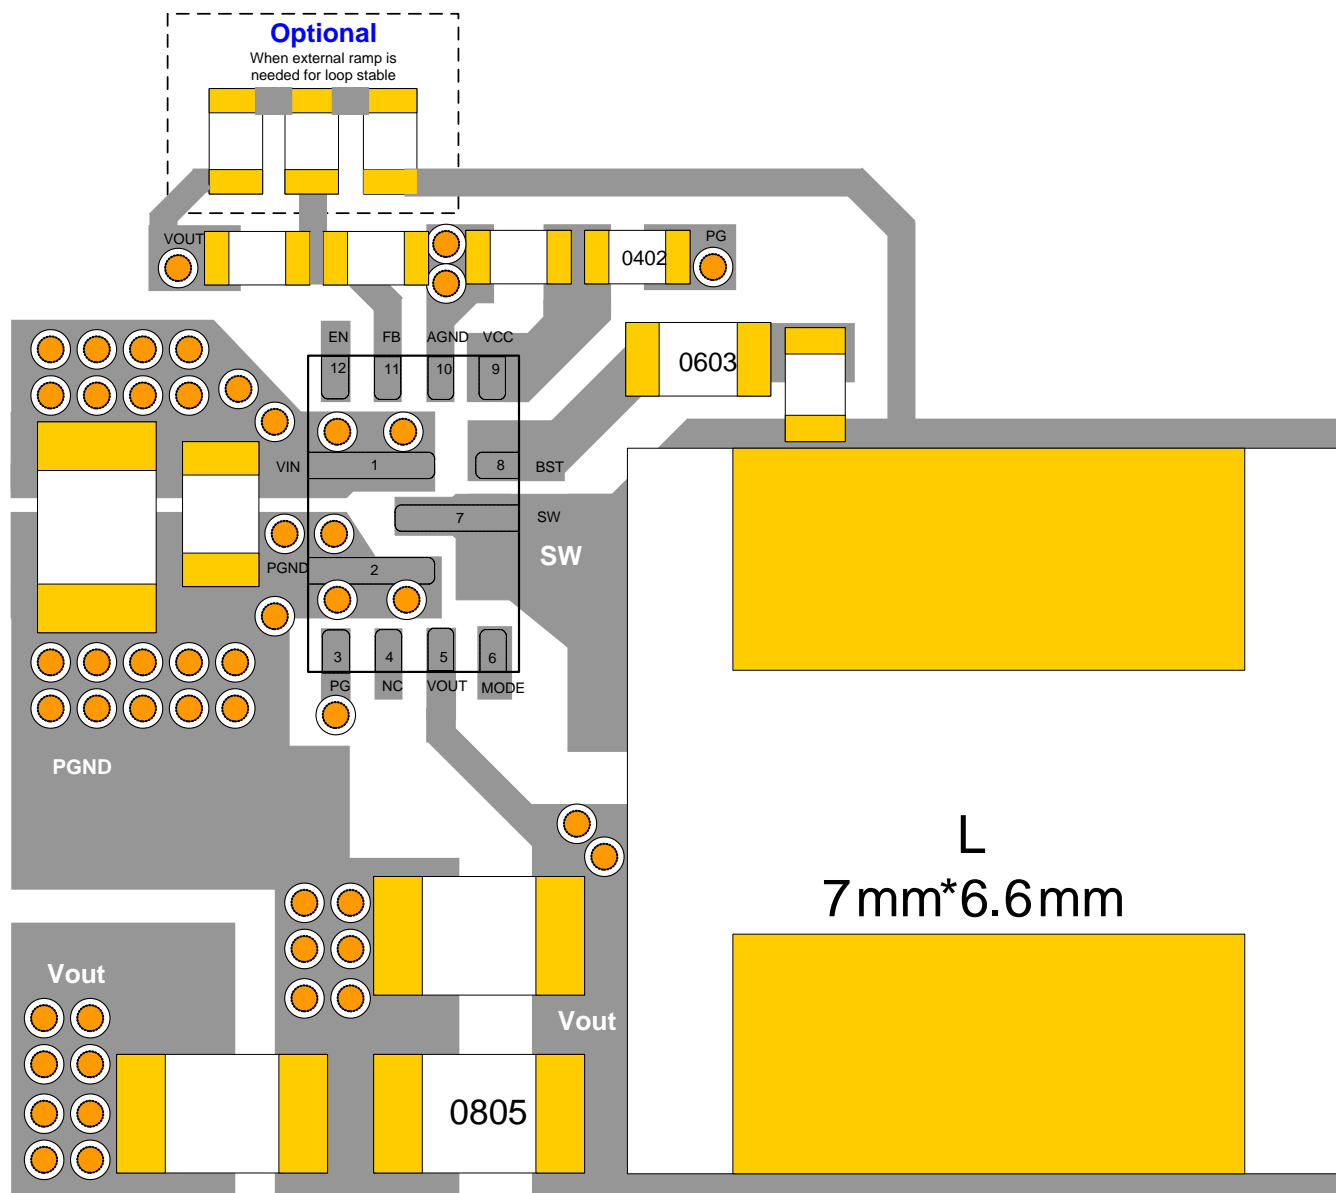 Optional
When external ramp is
needed for loop stable
VOUT
0402
PG
EN
FB
AGND
VCC
12
11
10
9
0603
VIN
1
8
BST
7
SW
SW
PGND
2
3
4
5
6
PG
NC
VOUT
MODE
PGND
L
7mm*6.6mm
Vout
Vout
0805